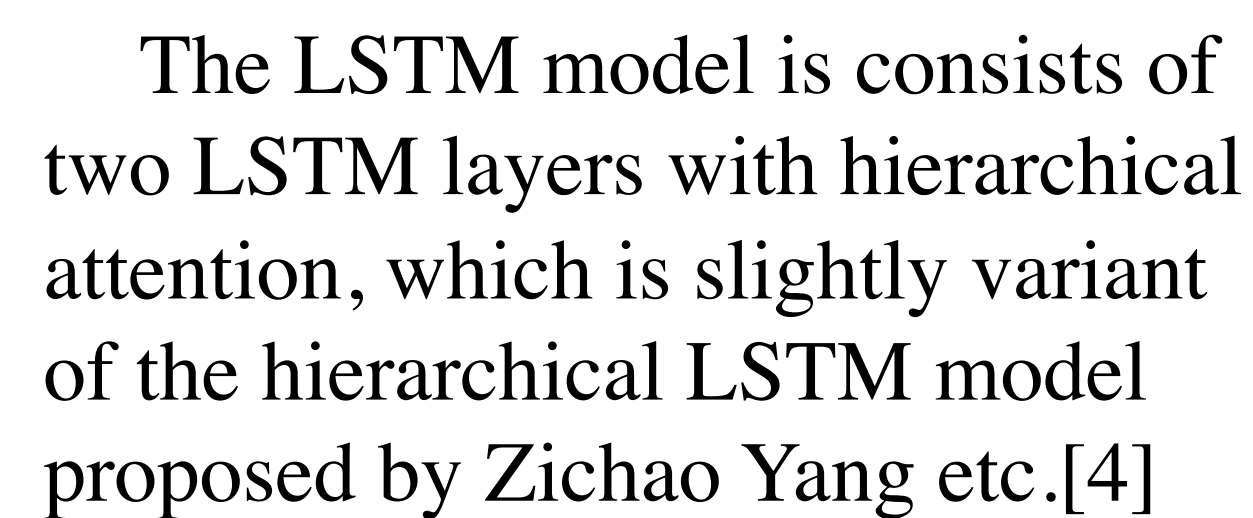 The LSTM model is consists of
two LSTM layers with hierarchical
attention, which is slightly variant
of the hierarchical LSTM model
proposed by Zichao Yang etc.[4]